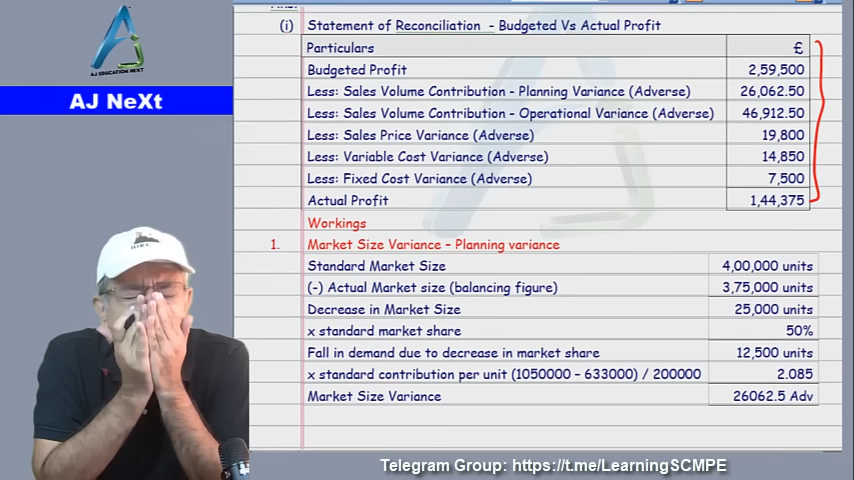 (i) Statement of Reconciliation - Budgeted Vs Actual Profit
Particulars £
Budgeted Profit 2,59,500
Less: Sales Volume Contribution - Planning Variance (Adverse) 26,062.50
Less: Sales Volume Contribution - Operational Variance (Adverse) 46,912.50
Less: Sales Price Variance (Adverse) 19,800
Less: Variable Cost Variance (Adverse) 14,850
Less: Fixed Cost Variance (Adverse) 7,500
Actual Profit 1,44,375
Workings
1. Market Size Variance – Planning variance
Standard Market Size 4,00,000 units
(-) Actual Market size (balancing figure) 3,75,000 units
Decrease in Market Size 25,000 units
x standard market share 50%
Fall in demand due to decrease in market share 12,500 units
x standard contribution per unit (1050000 – 633000) / 200000 2.085
Market Size Variance 26062.5 Adv
AJ EDUCATION NEXT
AJ NeXt
Telegram Group: https://t.me/LearningSCMPE